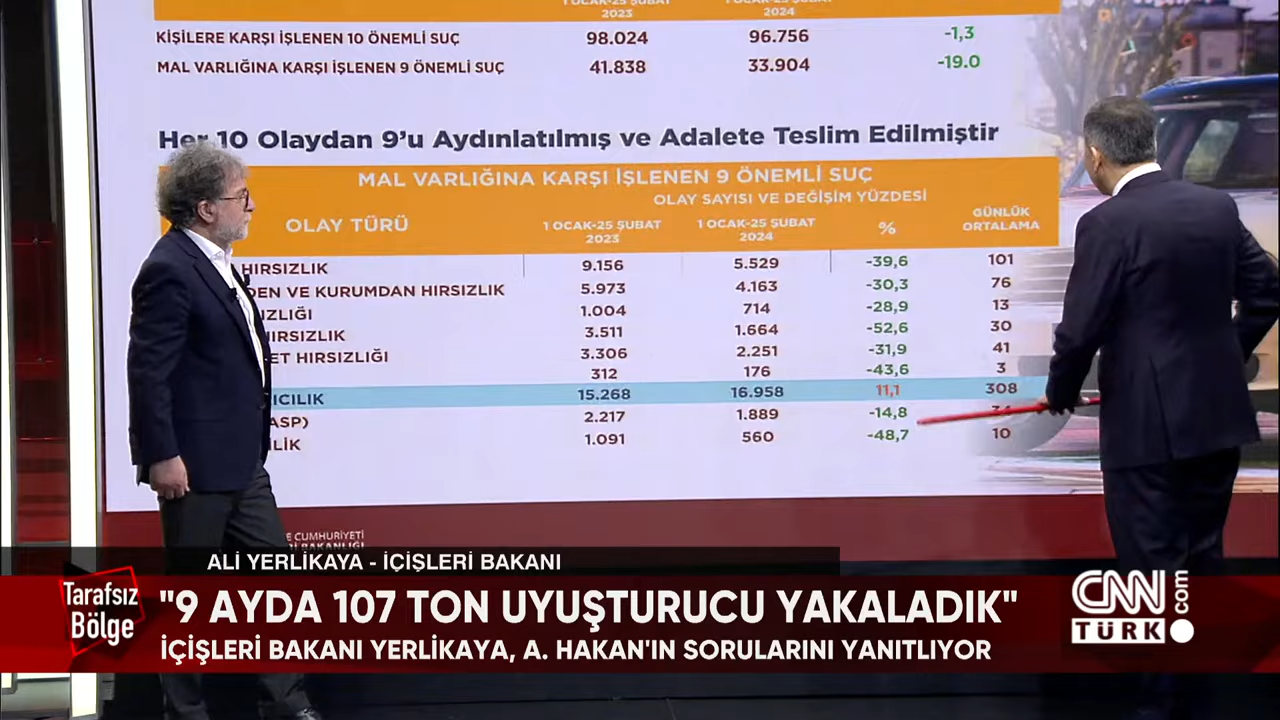 1 OCAK-25 ŞUBAT 2023
1 OCAK-25 ŞUBAT 2024
KİŞİLERE KARŞI İŞLENEN 10 ÖNEMLİ SUÇ 98.024 96.756 -1,3
MAL VARLIĞINA KARŞI İŞLENEN 9 ÖNEMLİ SUÇ 41.838 33.904 -19.0
Her 10 Olaydan 9'u Aydınlatılmış ve Adalete Teslim Edilmiştir
MAL VARLIĞINA KARŞI İŞLENEN 9 ÖNEMLİ SUÇ
OLAY SAYISI VE DEĞİŞİM YÜZDESİ
OLAY TÜRÜ
1 OCAK-25 ŞUBAT
2023
1 OCAK-25 ŞUBAT
2024
%
GÜNLÜK
ORTALAMA
HIRSIZLIK 9.156 5.529 -39,6 101
DEN VE KURUMDAN HIRSIZLIK 5.973 4.163 -30,3 76
IZLIĞI 1.004 714 -28,9 13
HIRSIZLIK 3.511 1.664 -52,6 30
ET HIRSIZLIĞI 3.306 2.251 -31,9 41
312 176 -43,6 3
ICILIK 15.268 16.958 11,1 308
ASP) 2.217 1.889 -14,8
LİK 1.091 560 -48,7 10
E CUMHURİYETİ
Rİ BAKANLIĞI
ALİ YERLİKAYA - İÇİŞLERİ BAKANI
Tarafsız
Bölge
"9 AYDA 107 TON UYUŞTURUCU YAKALADIK"
İÇİŞLERİ BAKANI YERLİKAYA, A. HAKAN'IN SORULARINI YANITLIYOR
CNN
TÜRK
.com